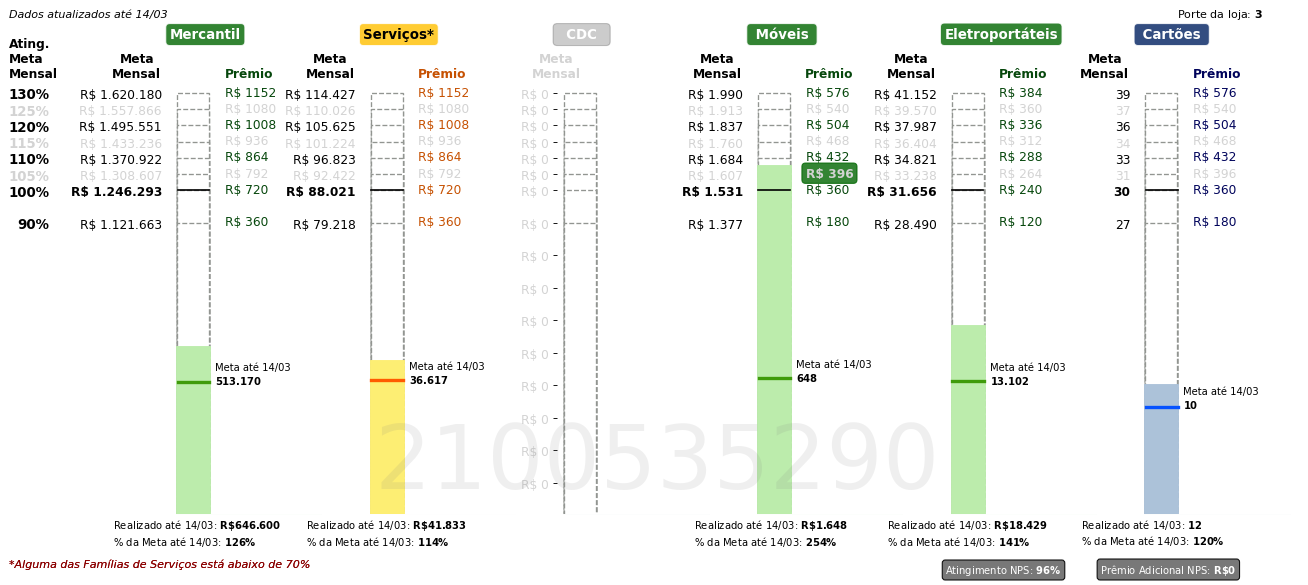 Dados atualizados até 14/03
Porte da loja: 3
Mercantil Serviços* CDC Móveis Eletroportáteis Cartões
Ating.
Meta Meta Meta Meta Meta Meta Meta
Mensal Mensal Prêmio Mensal Prêmio Mensal Mensal Prêmio Mensal Prêmio Mensal Prêmio
130% R$ 1.620.180 R$ 1152 R$ 114.427 R$ 1152 R$ 0 R$ 1.990 R$ 576 R$ 41.152 R$ 384 39 R$ 576
125% R$ 1.557.866 R$ 1080 R$ 110.026 R$ 1080 R$ 0 R$ 1.913 R$ 540 R$ 39.570 R$ 360 37 R$ 540
120% R$ 1.495.551 R$ 1008 R$ 105.625 R$ 1008 R$ 0 R$ 1.837 R$ 504 R$ 37.987 R$ 336 36 R$ 504
115% R$ 1.433.236 R$ 936 R$ 101.224 R$ 936 R$ 0 R$ 1.760 R$ 468 R$ 36.404 R$ 312 34 R$ 468
110% R$ 1.370.922 R$ 864 R$ 96.823 R$ 864 R$ 0 R$ 1.684 R$ 432 R$ 34.821 R$ 288 33 R$ 432
105% R$ 1.308.607 R$ 792 R$ 92.422 R$ 792 R$ 0 R$ 1.607 R$ 396 R$ 33.238 R$ 264 31 R$ 396
100% R$ 1.246.293 R$ 720 R$ 88.021 R$ 720 R$ 0 R$ 1.531 R$ 360 R$ 31.656 R$ 240 30 R$ 360
90% R$ 1.121.663 R$ 360 R$ 79.218 R$ 360 R$ 0 R$ 1.377 R$ 180 R$ 28.490 R$ 120 27 R$ 180
R$ 0
R$ 0
R$ 0
R$ 0
Meta até 14/03 Meta até 14/03 Meta até 14/03 Meta até 14/03
513.170 36.617 R$ 0 648 13.102
Meta até 14/03
10
R$ 0
R$ 0
R$ 0
2100535290
Realizado até 14/03: R$646.600 Realizado até 14/03: R$41.833 Realizado até 14/03: R$1.648 Realizado até 14/03: R$18.429 Realizado até 14/03: 12
% da Meta até 14/03: 126% % da Meta até 14/03: 114% % da Meta até 14/03: 254% % da Meta até 14/03: 141% % da Meta até 14/03: 120%
*Alguma das Famílias de Serviços está abaixo de 70%
Atingimento NPS: 96% Prêmio Adicional NPS: R$0